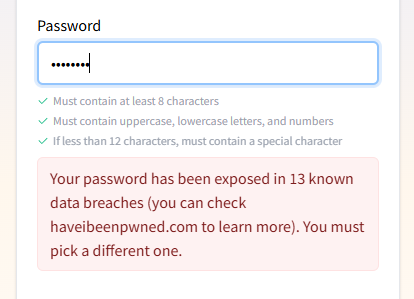 Password
••••••••
Must contain at least 8 characters
Must contain uppercase, lowercase letters, and numbers
If less than 12 characters, must contain a special character
Your password has been exposed in 13 known
data breaches (you can check
haveibeenpwned.com to learn more). You must
pick a different one.